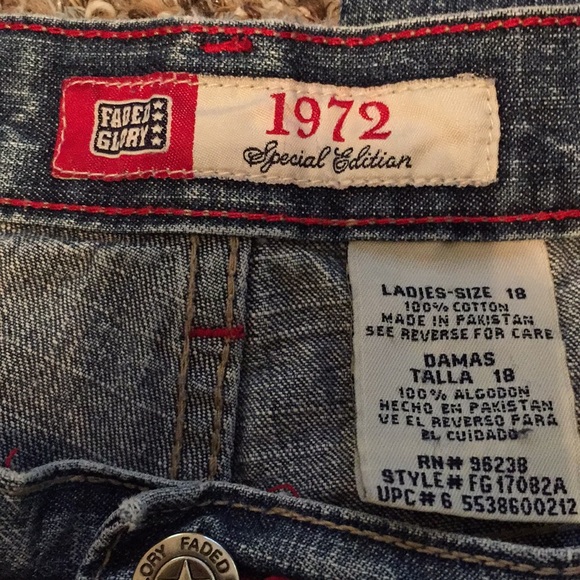 FADED
GLORY
1972
Special Edition
LADIES-SIZE 18
100% COTTON
MADE IN PAKISTAN
SEE REVERSE FOR CARE
DAMAS
TALLA 18
100% ALGODON
HECHO EN PAKISTAN
VE EL REVERSO PARA
EL CUIDADO
RN# 96238
STYLE# FG17082A
UPC# 6 5538600212
ORY FADED